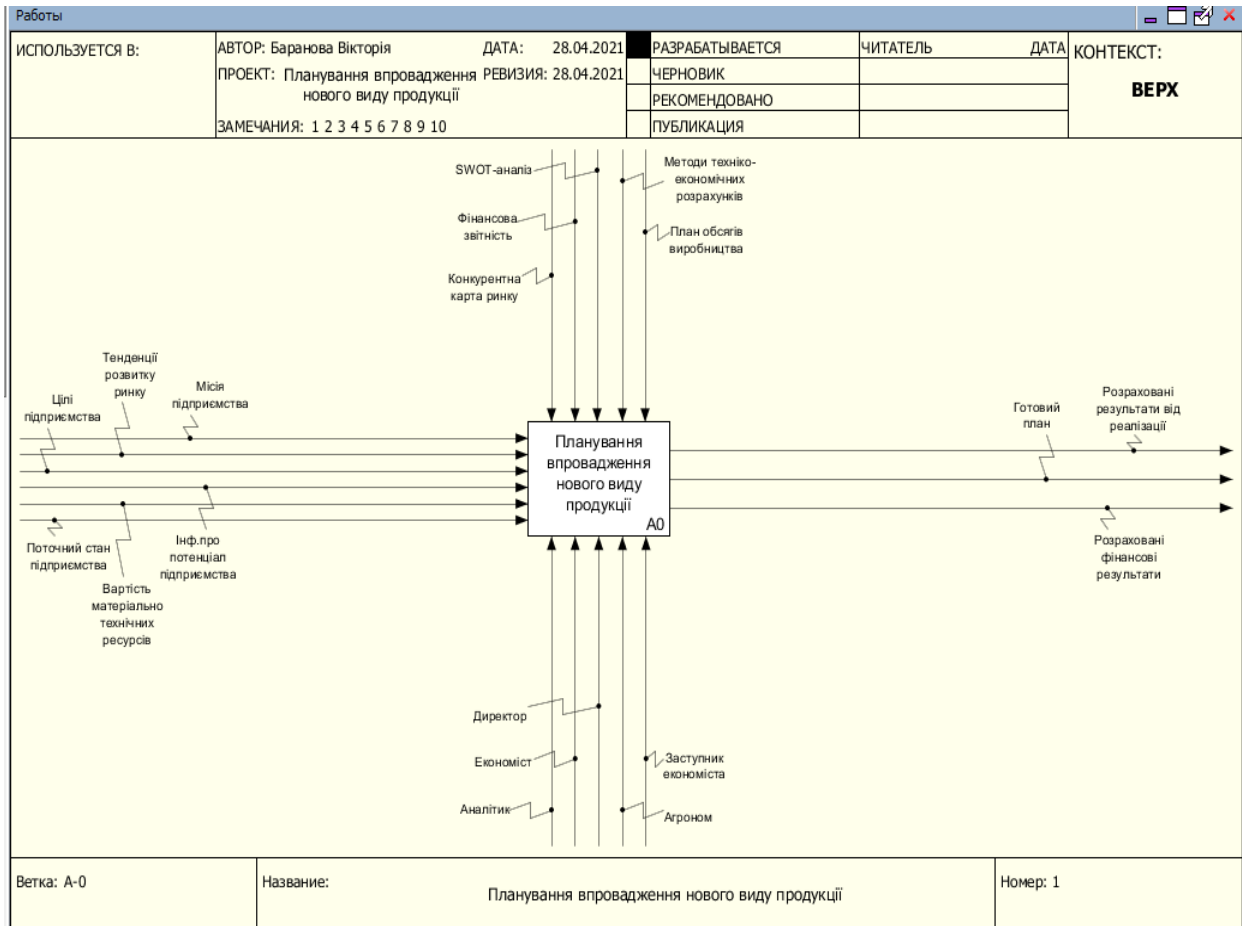 Работы
ИСПОЛЬЗУЕТСЯ В:
АВТОР: Баранова Вікторія
ДАТА: 28.04.2021
ПРОЕКТ: Планування впровадження
нового виду продукції
РЕВИЗИЯ: 28.04.2021
ЗАМЕЧАНИЯ: 1 2 3 4 5 6 7 8 9 10
РАЗРАБАТЫВАЕТСЯ
ЧЕРНОВИК
РЕКОМЕНДОВАНО
ПУБЛИКАЦИЯ
ЧИТАТЕЛЬ
ДАТА
КОНТЕКСТ:
ВЕРХ
SWOT-аналіз
Фінансова
звітність
Конкурентна
карта ринку
Методи техніко-
економічних
розрахунків
План обсягів
виробництва
Тенденції
розвитку
ринку
Цілі
підприємства
Місія
підприємства
Поточний стан
підприємства
Вартість
матеріально
технічних
ресурсів
Інф.про
потенціал
підприємства
Планування
впровадження
нового виду
продукції
A0
Готовий
план
Розраховані
результати від
реалізації
Розраховані
фінансові
результати
Директор
Економіст
Аналітик
Заступник
економіста
Агроном
Ветка: A-0
Название:
Планування впровадження нового виду продукції
Номер: 1